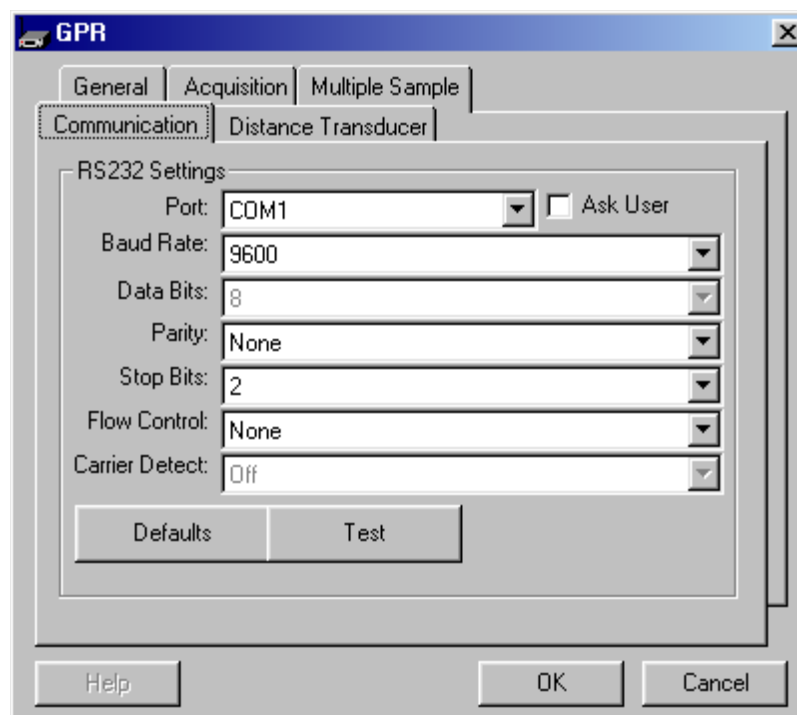 GPR
General Acquisition Multiple Sample
Communication Distance Transducer
RS232 Settings
Port: COM1 Ask User
Baud Rate: 9600
Data Bits: 8
Parity: None
Stop Bits: 2
Flow Control: None
Carrier Detect: Off
Defaults Test
Help OK Cancel